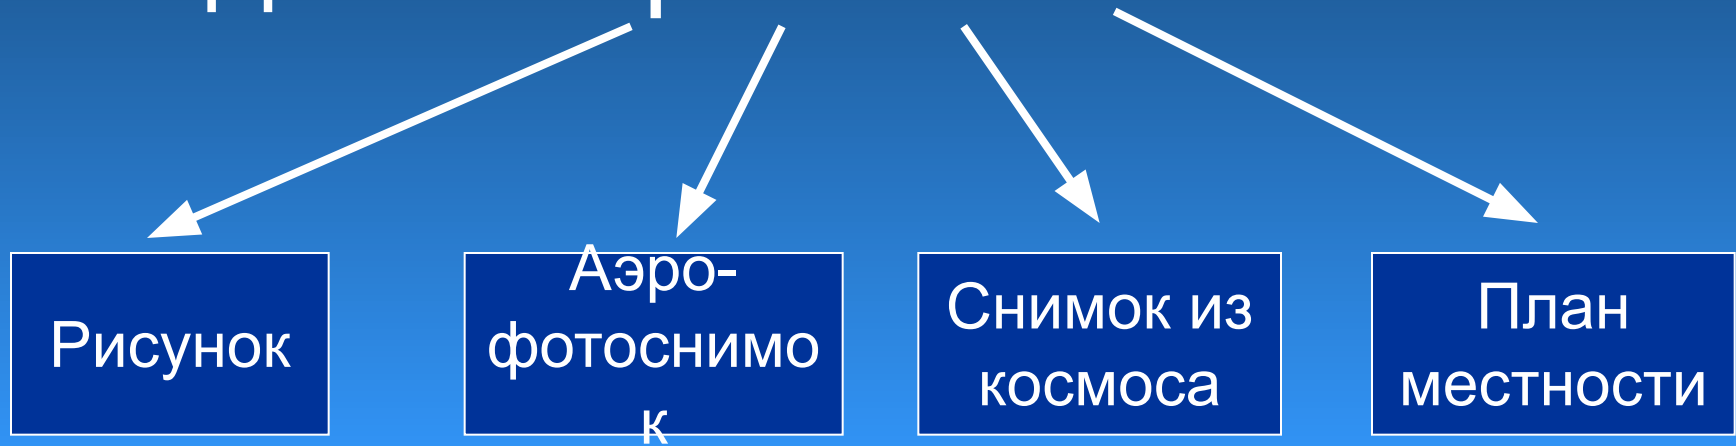 Рисунок
Аэро-
фотоснимо
к
Снимок из
космоса
План
местности